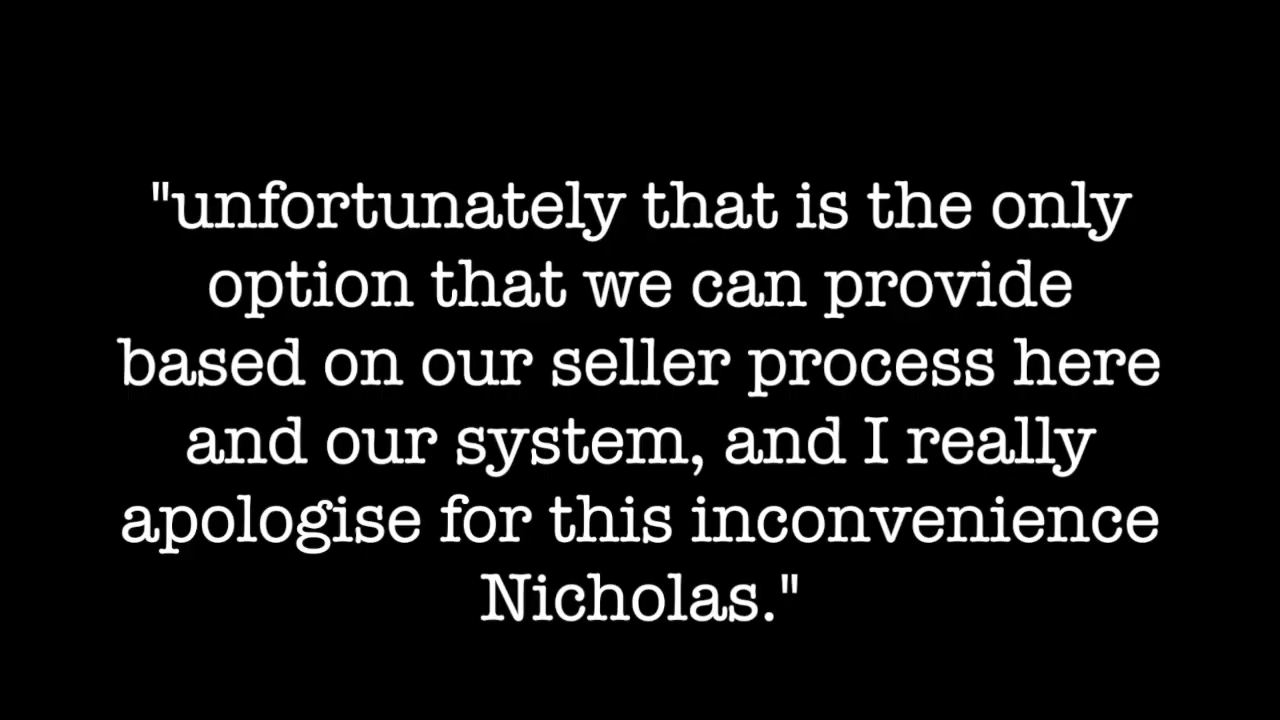 "unfortunately that is the only
option that we can provide
based on our seller process here
and our system, and I really
apologise for this inconvenience
Nicholas."